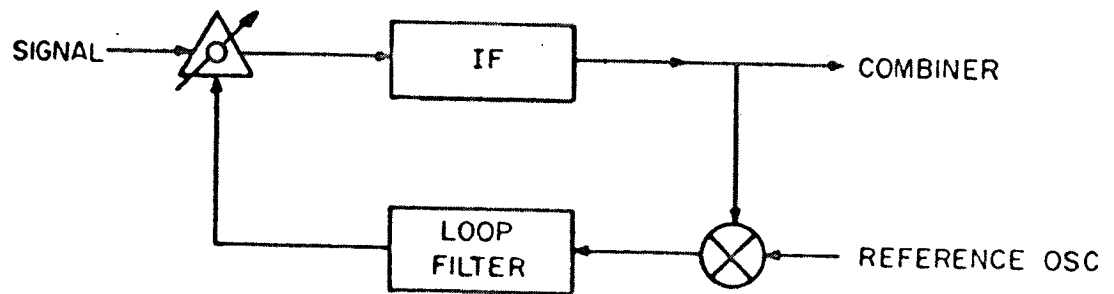 SIGNAL
IF
COMBINER
LOOP
FILTER
REFERENCE OSC